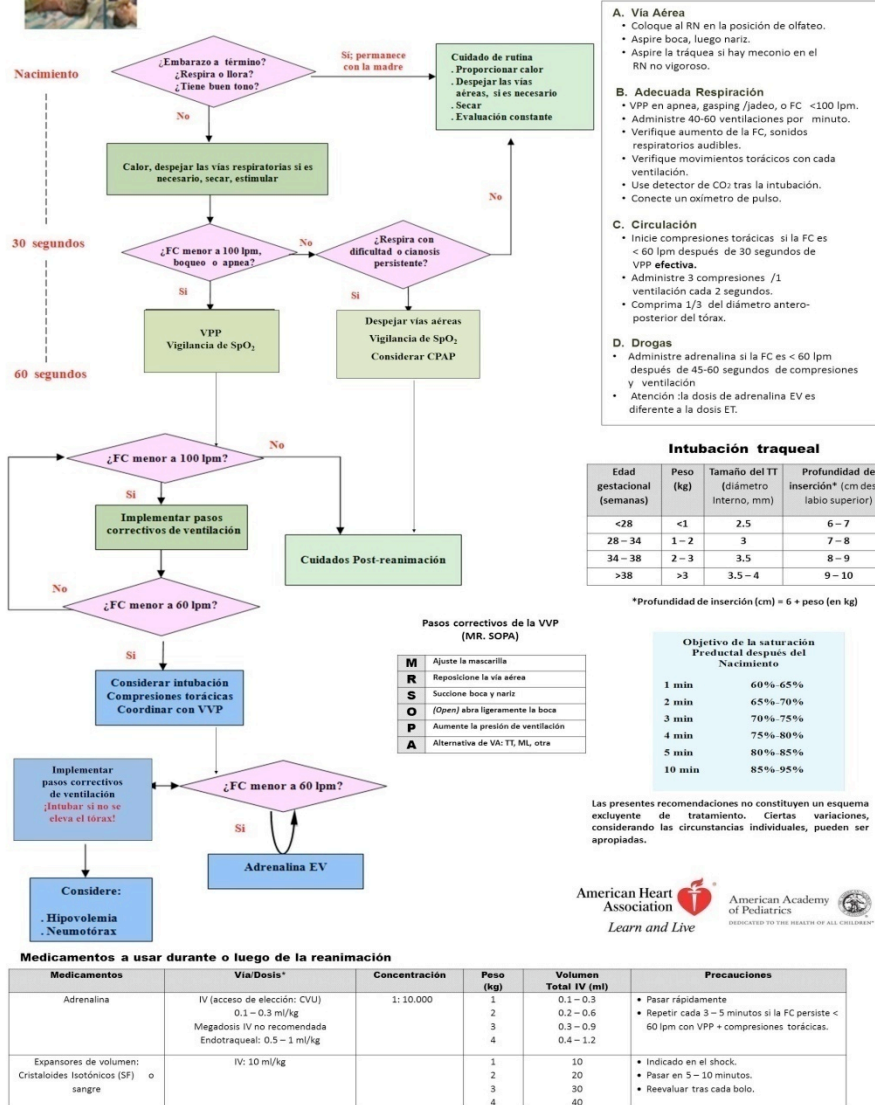 Nacimiento
30 segundos
60 segundos
¿Embarazo a término?
¿Respira o llora?
¿Tiene buen tono?
Si; permanece
con la madre
Cuidado de rutina
. Proporcionar calor
. Despejar las vías
aéreas, si es necesario
. Secar
. Evaluación constante
No
Calor, despejar las vías respiratorias si es
necesario, secar, estimular
No
¿FC menor a 100 lpm,
boqueo o apnea?
No
¿Respira con
dificultad o cianosis
persistente?
Si
Si
VPP
Vigilancia de SpO2
Despejar vías aéreas
Vigilancia de SpO2
Considerar CPAP
¿FC menor a 100 lpm?
No
Si
Implementar pasos
correctivos de ventilación
Cuidados Post-reanimación
No
¿FC menor a 60 lpm?
Si
Considerar intubación
Compresiones torácicas
Coordinar con VVP
Implementar
pasos correctivos
de ventilación
¡Intubar si no se
eleva el tórax!
¿FC menor a 60 lpm?
Si
Adrenalina EV
Considere:
. Hipovolemia
. Neumotórax
A. Vía Aérea
• Coloque al RN en la posición de olfateo.
• Aspire boca, luego nariz.
• Aspire la tráquea si hay meconio en el
RN no vigoroso.
B. Adecuada Respiración
• VPP en apnea, gasping /jadeo, o FC <100 lpm.
• Administre 40-60 ventilaciones por minuto.
• Verifique aumento de la FC, sonidos
respiratorios audibles.
• Verifique movimientos torácicos con cada
ventilación.
• Use detector de CO2 tras la intubación.
• Conecte un oxímetro de pulso.
C. Circulación
• Inicie compresiones torácicas si la FC es
< 60 lpm después de 30 segundos de
VPP efectiva.
• Administre 3 compresiones /1
ventilación cada 2 segundos.
• Comprima 1/3 del diámetro antero-
posterior del tórax.
D. Drogas
• Administre adrenalina si la FC es < 60 lpm
después de 45-60 segundos de compresiones
y ventilación
• Atención :la dosis de adrenalina EV es
diferente a la dosis ET.
Intubación traqueal
Edad gestacional (semanas) Peso (kg) Tamaño del TT (diámetro Interno, mm) Profundidad de inserción* (cm des labio superior)
<28 <1 2.5 6 – 7
28 – 34 1 – 2 3 7 – 8
34 – 38 2 – 3 3.5 8 – 9
>38 >3 3.5 – 4 9 – 10
*Profundidad de inserción (cm) = 6 + peso (en kg)
Pasos correctivos de la VVP
(MR. SOPA)
M Ajuste la mascarilla
R Reposicione la vía aérea
S Succione boca y nariz
O (Open) abra ligeramente la boca
P Aumente la presión de ventilación
A Alternativa de VA: TT, ML, otra
Objetivo de la saturación
Preductal después del
Nacimiento
1 min 60%-65%
2 min 65%-70%
3 min 70%-75%
4 min 75%-80%
5 min 80%-85%
10 min 85%-95%
Las presentes recomendaciones no constituyen un esquema
excluyente de tratamiento. Ciertas variaciones,
considerando las circunstancias individuales, pueden ser
apropiadas.
American Heart
Association
Learn and Live
American Academy
of Pediatrics
DEDICATED TO THE HEALTH OF ALL CHILDREN
Medicamentos a usar durante o luego de la reanimación
Medicamentos Vía/Dosis* Concentración Peso (kg) Volumen Total IV (ml) Precauciones
Adrenalina IV (acceso de elección: CVU) 1: 10.000 1 0.1 – 0.3 • Pasar rápidamente
0.1 – 0.3 ml/kg 2 0.2 – 0.6 • Repetir cada 3 – 5 minutos si la FC persiste <
Megadosis IV no recomendada 3 0.3 – 0.9 60 lpm con VPP + compresiones torácicas.
Endotraqueal: 0.5 – 1 ml/kg 4 0.4 – 1.2
Expansores de volumen: IV: 10 ml/kg 1 10 • Indicado en el shock.
Cristaloides Isotónicos (SF) o 2 20 • Pasar en 5 – 10 minutos.
sangre 3 30 • Reevaluar tras cada bolo.
4 40